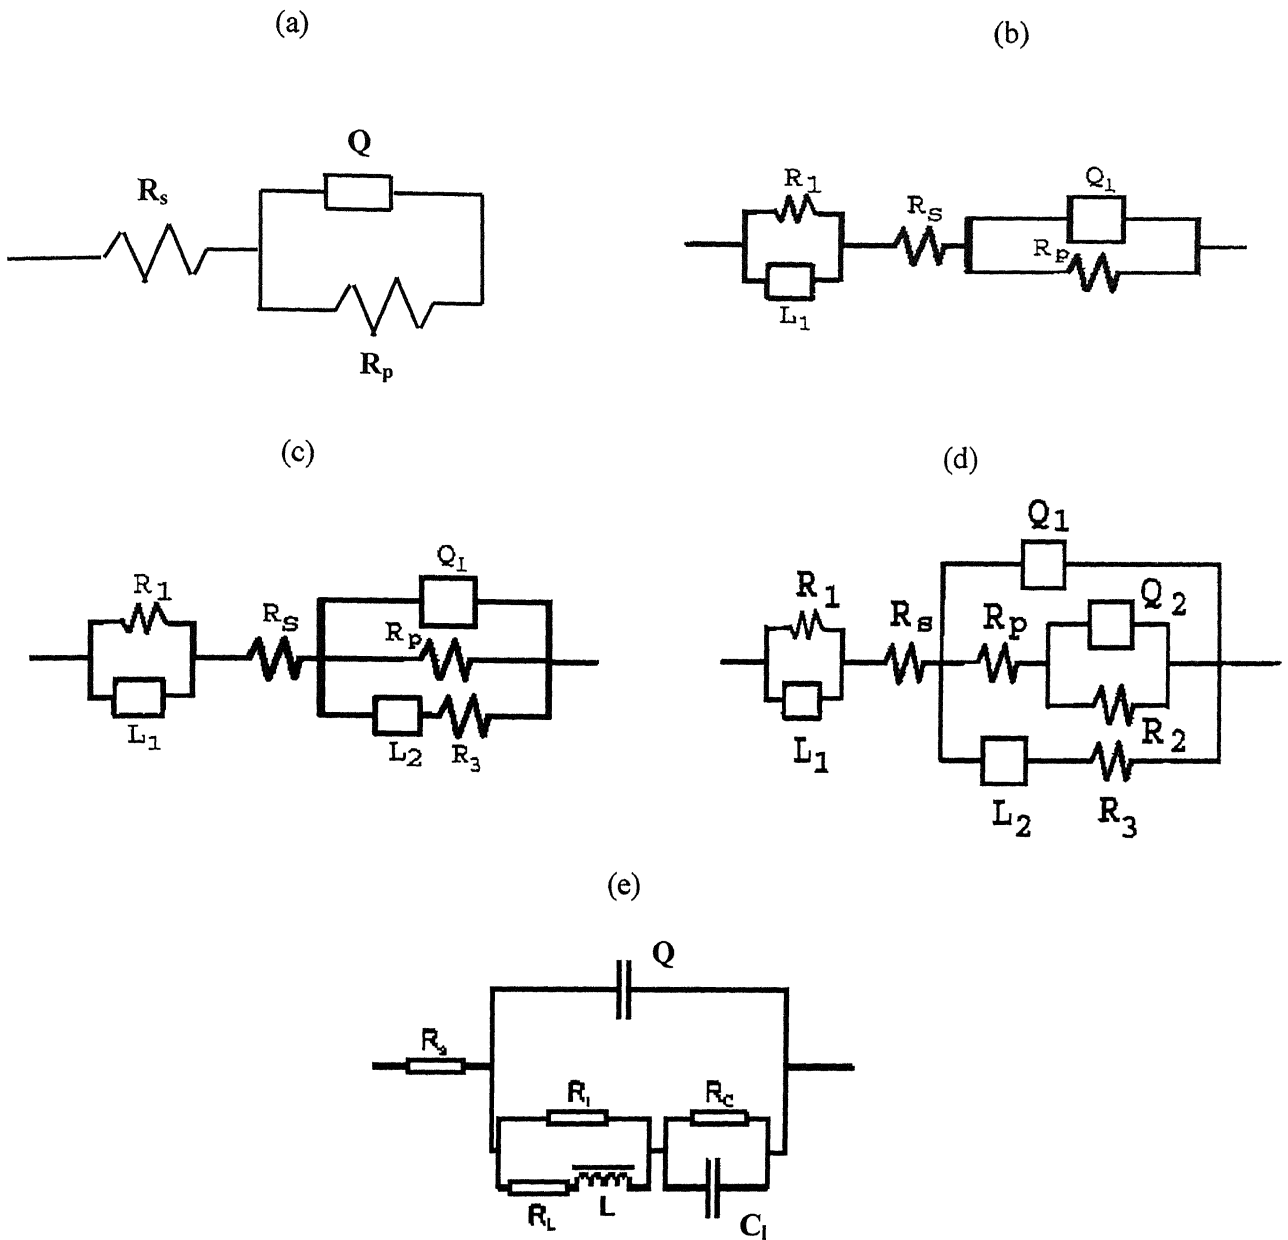 (a)
(b)
Q
Rs
Rp
R1
L1
Rs
Q1
Rp
(c)
(d)
R1
L1
Rs
Q1
Rp
L2
R3
Q1
R1
L1
Rs
Rp
Q2
R2
L2
R3
(e)
Q
Rs
R1
Rc
RL
L
C1